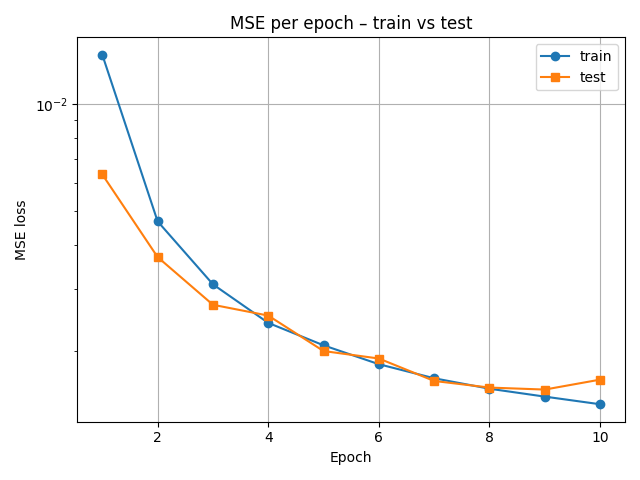 MSE per epoch – train vs test
train
test
10⁻²
MSE loss
2
4
6
8
10
Epoch